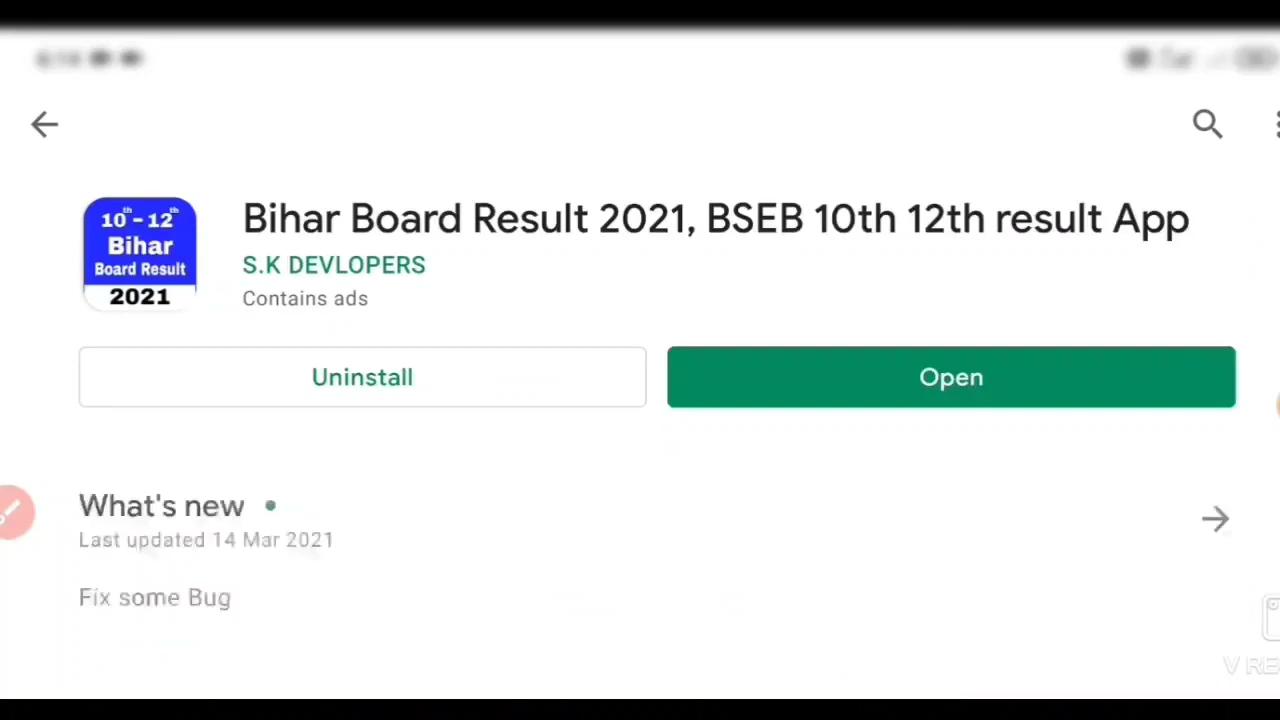 10th - 12th
Bihar
Board Result
2021
Bihar Board Result 2021, BSEB 10th 12th result App
S.K DEVLOPERS
Contains ads
Uninstall
Open
What's new
Last updated 14 Mar 2021
Fix some Bug